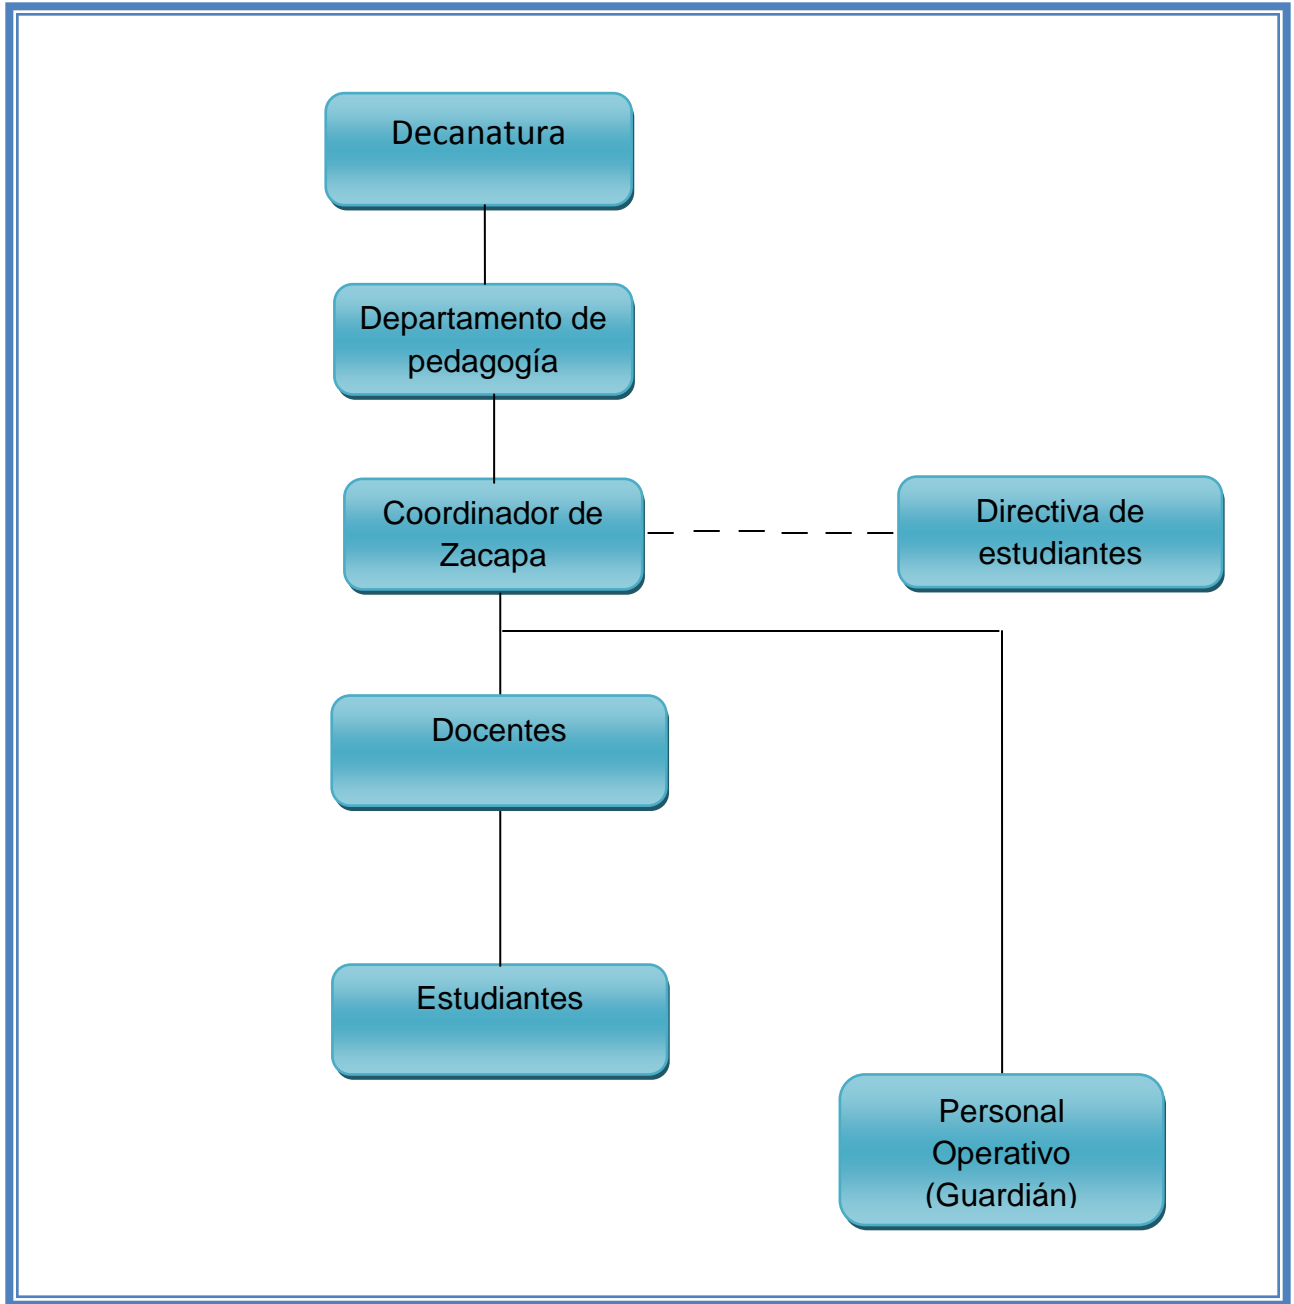 Decanatura
Departamento de
pedagogía
Coordinador de
Zacapa
Directiva de
estudiantes
Docentes
Estudiantes
Personal
Operativo
(Guardián)